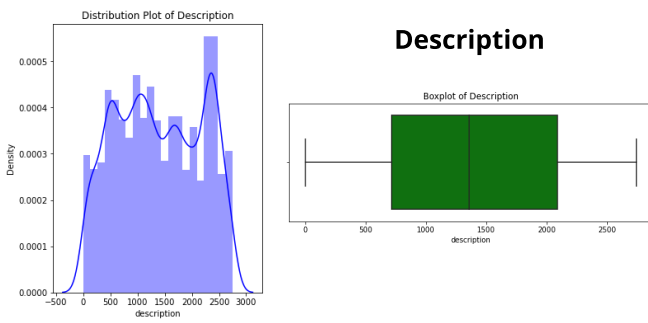 Distribution Plot of Description
Density
0.0005
0.0004
0.0003
0.0002
0.0001
0.0000
−500 0 500 1000 1500 2000 2500 3000
description
Description
Boxplot of Description
0 500 1000 1500 2000 2500
description